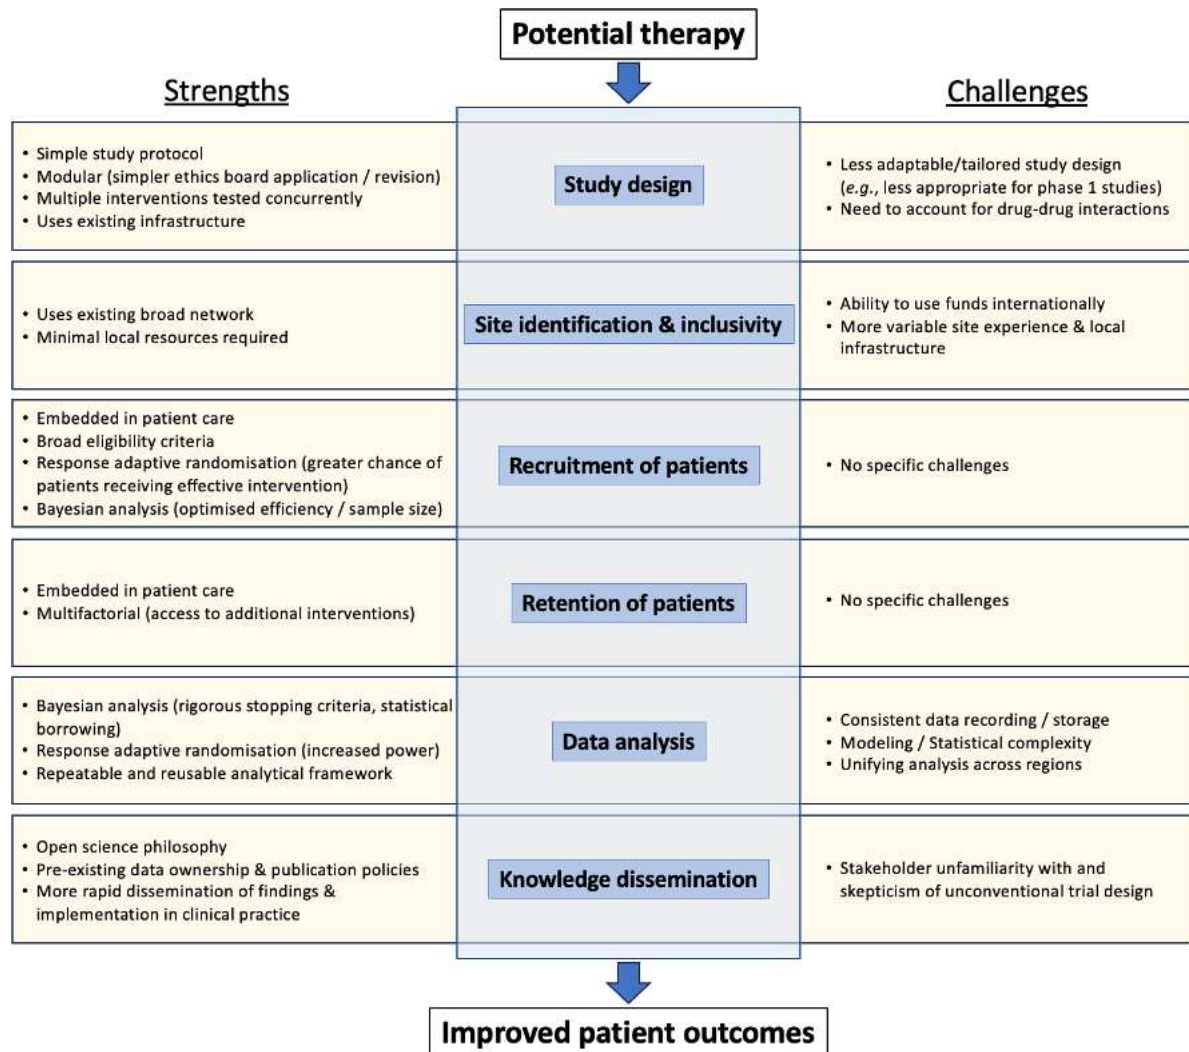 Potential therapy
Strengths
Challenges
• Simple study protocol
• Modular (simpler ethics board application / revision)
• Multiple interventions tested concurrently
• Uses existing infrastructure
Study design
• Less adaptable/tailored study design
(e.g., less appropriate for phase 1 studies)
• Need to account for drug-drug interactions
• Uses existing broad network
• Minimal local resources required
Site identification & inclusivity
• Ability to use funds internationally
• More variable site experience & local
infrastructure
• Embedded in patient care
• Broad eligibility criteria
• Response adaptive randomisation (greater chance of
patients receiving effective intervention)
• Bayesian analysis (optimised efficiency / sample size)
Recruitment of patients
• No specific challenges
• Embedded in patient care
• Multifactorial (access to additional interventions)
Retention of patients
• No specific challenges
• Bayesian analysis (rigorous stopping criteria, statistical
borrowing)
• Response adaptive randomisation (increased power)
• Repeatable and reusable analytical framework
Data analysis
• Consistent data recording / storage
• Modeling / Statistical complexity
• Unifying analysis across regions
• Open science philosophy
• Pre-existing data ownership & publication policies
• More rapid dissemination of findings &
implementation in clinical practice
Knowledge dissemination
• Stakeholder unfamiliarity with and
skepticism of unconventional trial design
Improved patient outcomes